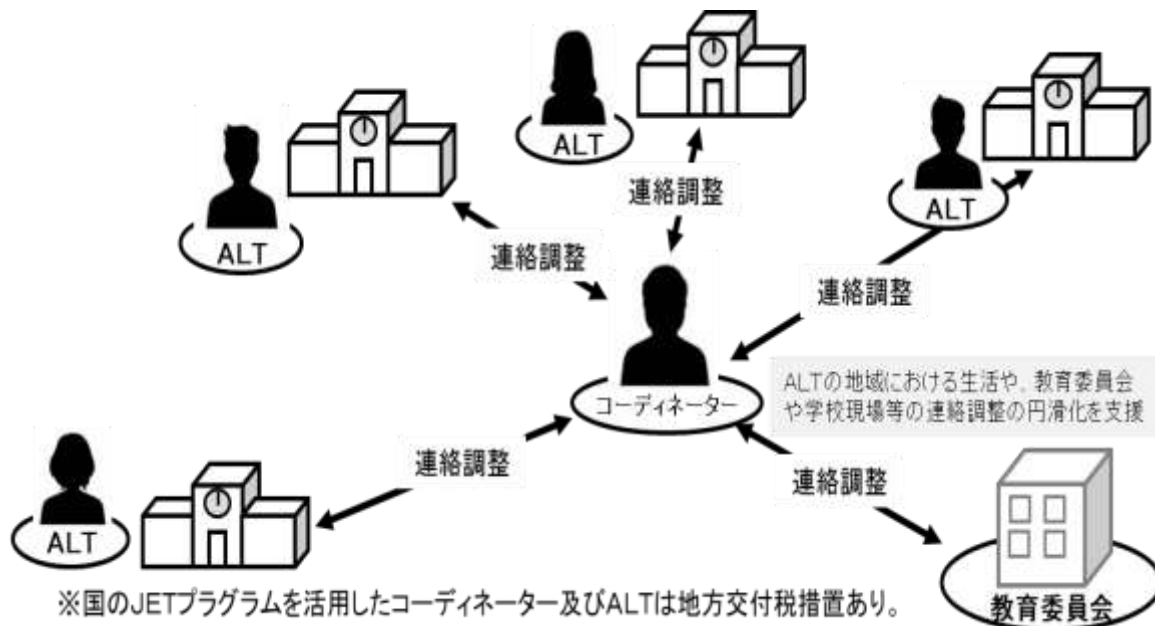 ALT
連絡調整
ALT
ALT
連絡調整
連絡調整
コーディネーター
ALTの地域における生活や、教育委員会
や学校現場等の連絡調整の円滑化を支援
連絡調整
連絡調整
ALT
教育委員会
※国のJETプラグラムを活用したコーディネーター及びALTは地方交付税措置あり。